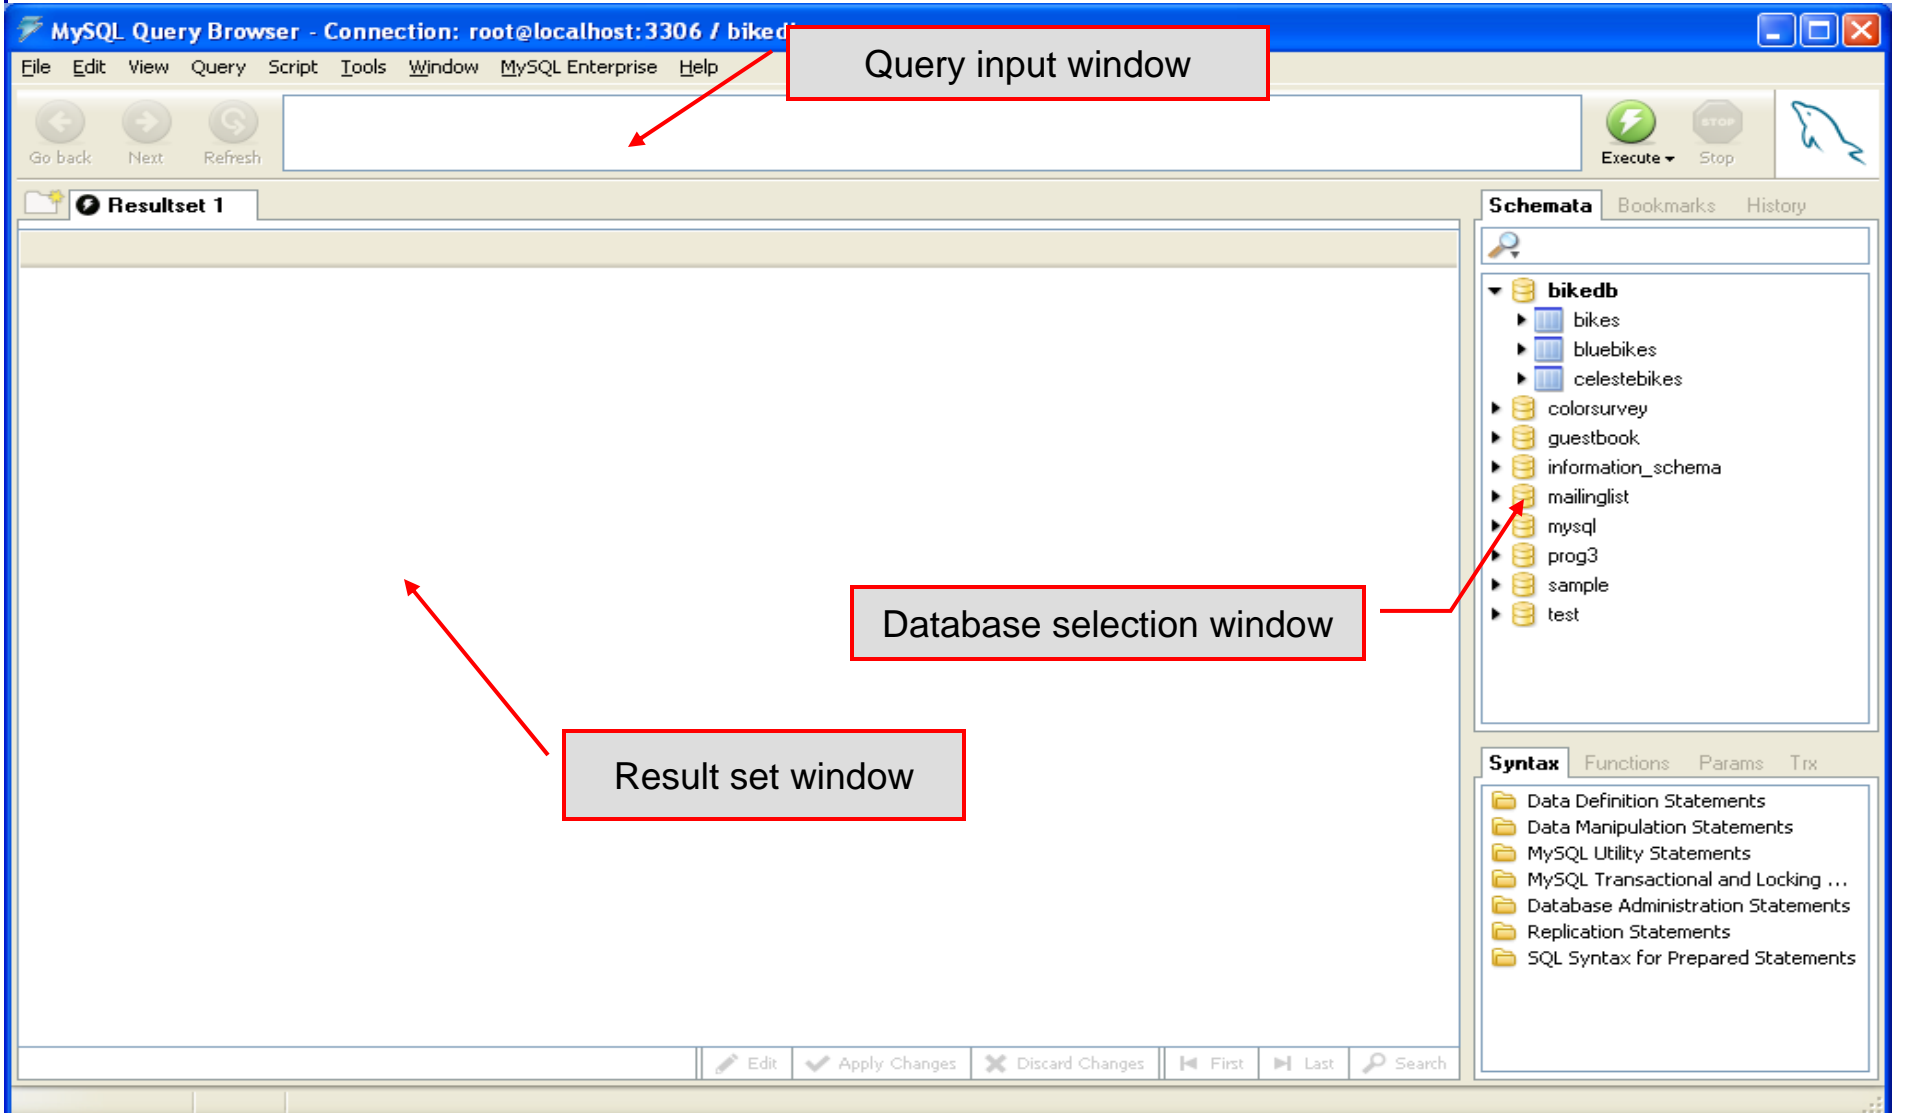 MySQL Query Browser - Connection: root@localhost:3306 / biked
Query input window
File Edit View Query Script Tools Window MySQL Enterprise Help
Go back Next Refresh
Execute STOP Stop
Resultset 1
Schemata Bookmarks History
bikedb
bikes
bluebikes
celestebikes
colorsurvey
guestbook
information_schema
mailinglist
mysql
prog3
sample
test
Database selection window
Result set window
Syntax Functions Params Trx
Data Definition Statements
Data Manipulation Statements
MySQL Utility Statements
MySQL Transactional and Locking ...
Database Administration Statements
Replication Statements
SQL Syntax for Prepared Statements
Edit Apply Changes Discard Changes First Last Search